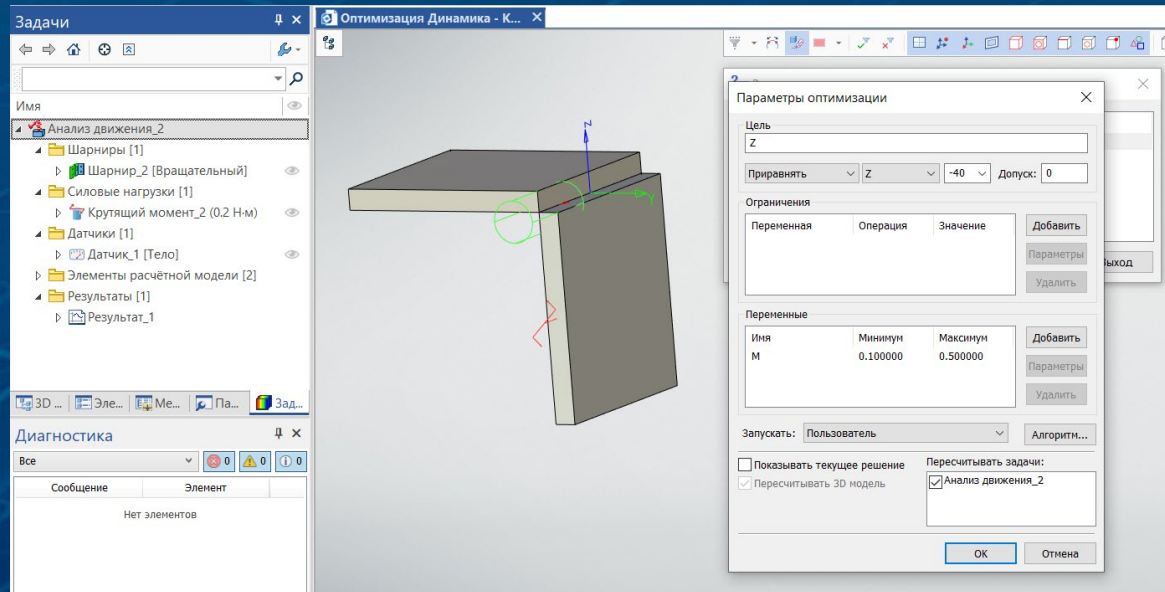 Задачи
Оптимизация Динамика - К...
Имя
Анализ движения_2
Шарниры [1]
Шарнир_2 [Вращательный]
Силовые нагрузки [1]
Крутящий момент_2 (0.2 Н·м)
Датчики [1]
Датчик_1 [Тело]
Элементы расчётной модели [2]
Результаты [1]
Результат_1
3D ...
Эле...
Ме...
Па...
Зад...
Диагностика
Все
0
0
0
Сообщение Элемент
Нет элементов
Z
Y
Параметры оптимизации
Цель
Z
Приравнять Z -40 Допуск: 0
Ограничения
Переменная Операция Значение
Добавить
Параметры
Удалить
Переменные
Имя Минимум Максимум
M 0.100000 0.500000
Добавить
Параметры
Удалить
Запускать: Пользователь Алгоритм...
Показывать текущее решение
Пересчитывать 3D модель
Пересчитывать задачи:
Анализ движения_2
OK Отмена